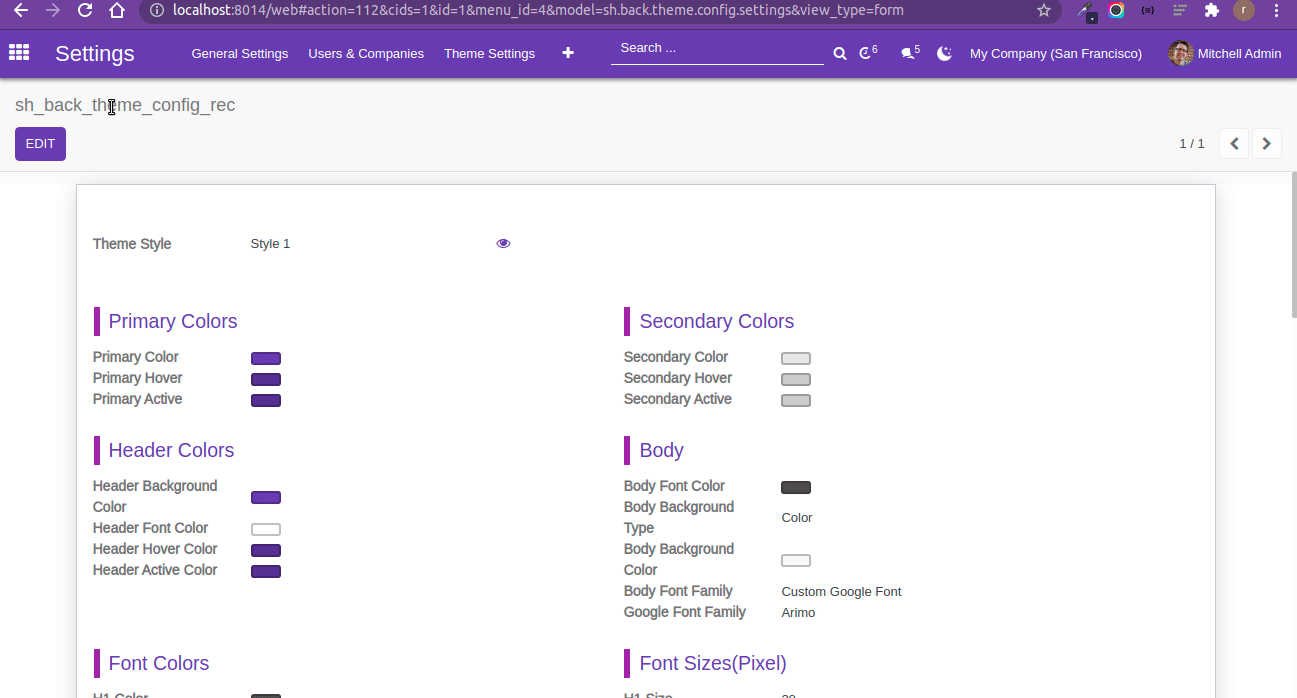 localhost:8014/web#action=112&cids=1&id=1&menu_id=4&model=sh.back.theme.config.settings&view_type=form
r
Settings General Settings Users & Companies Theme Settings + Search ... 6 5 My Company (San Francisco) Mitchell Admin
sh_back_theme_config_rec
EDIT 1 / 1
Theme Style Style 1
Primary Colors
Primary Color
Primary Hover
Primary Active
Secondary Colors
Secondary Color
Secondary Hover
Secondary Active
Header Colors
Header Background
Color
Header Font Color
Header Hover Color
Header Active Color
Body
Body Font Color
Body Background
Type Color
Body Background
Color
Body Font Family Custom Google Font
Google Font Family Arimo
Font Colors
H1 Color
Font Sizes(Pixel)
H1 Size